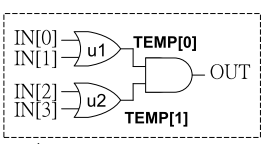 IN[0]
IN[1]
u1
TEMP[0]
OUT
IN[2]
IN[3]
u2
TEMP[1]